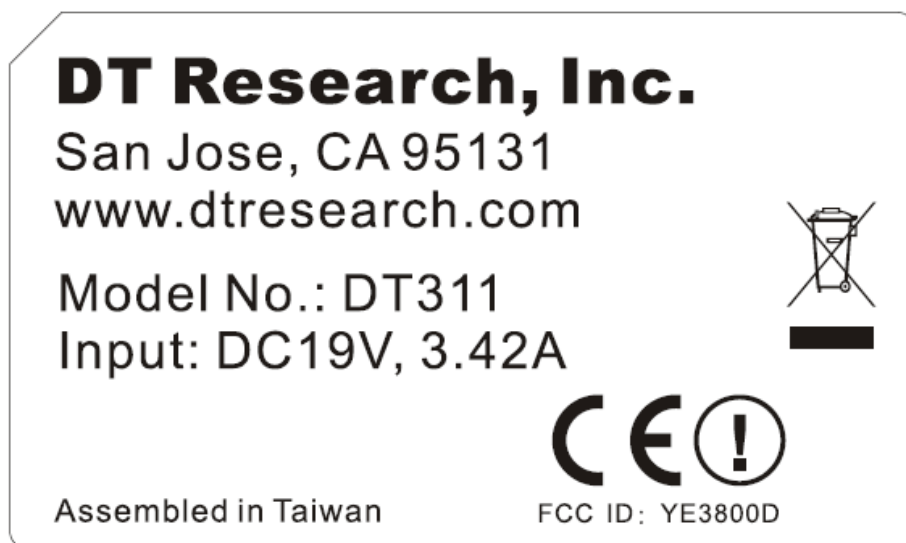 DT Research, Inc.
San Jose, CA 95131
www.dtresearch.com
Model No.: DT311
Input: DC19V, 3.42A
CE
Assembled in Taiwan
FCC ID: YE3800D